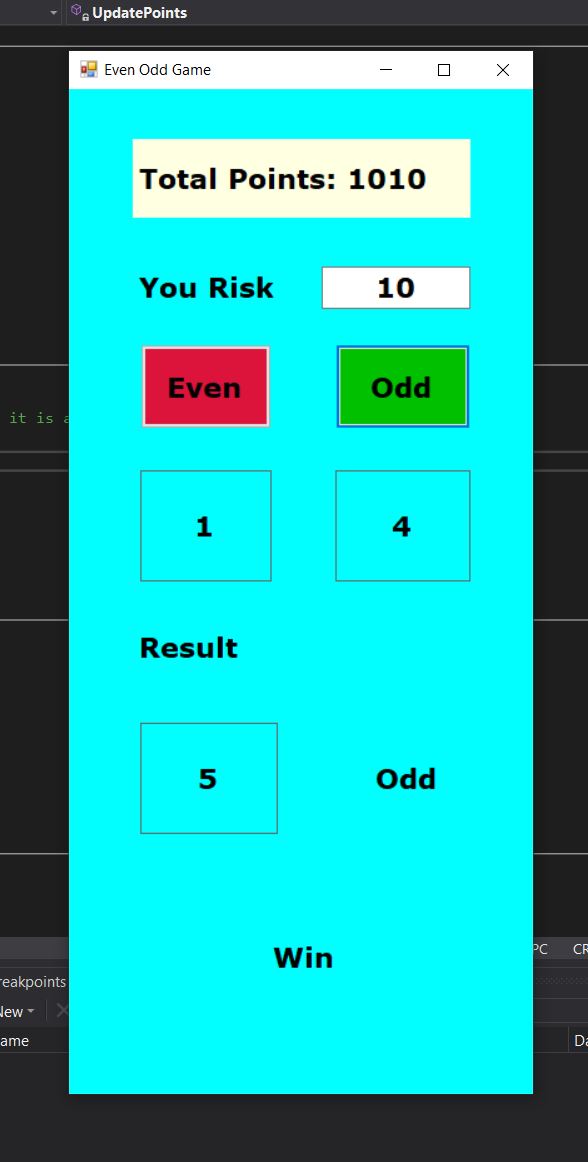 UpdatePoints
Even Odd Game
Total Points: 1010
You Risk 10
Even Odd
it is a
1 4
Result
5 Odd
PC CR
Win
reakpoints
New
ame Da